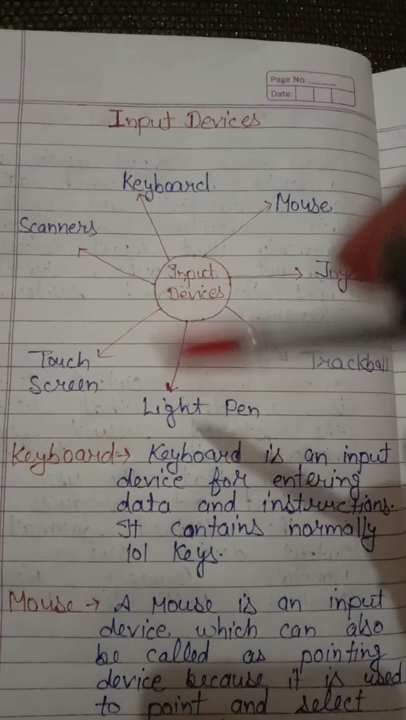 Page No.
Date:
Input Devices
Keyboard
Mouse
Scanners
Input
Devices
Touch
Screen
Trackball
Light Pen
Keyboard→ Keyboard is an input
device for entering
data and instructions.
It contains normally
101 keys.
Mouse → A Mouse is an input
device, which can also
be called as pointing
device because it is used
to point and select